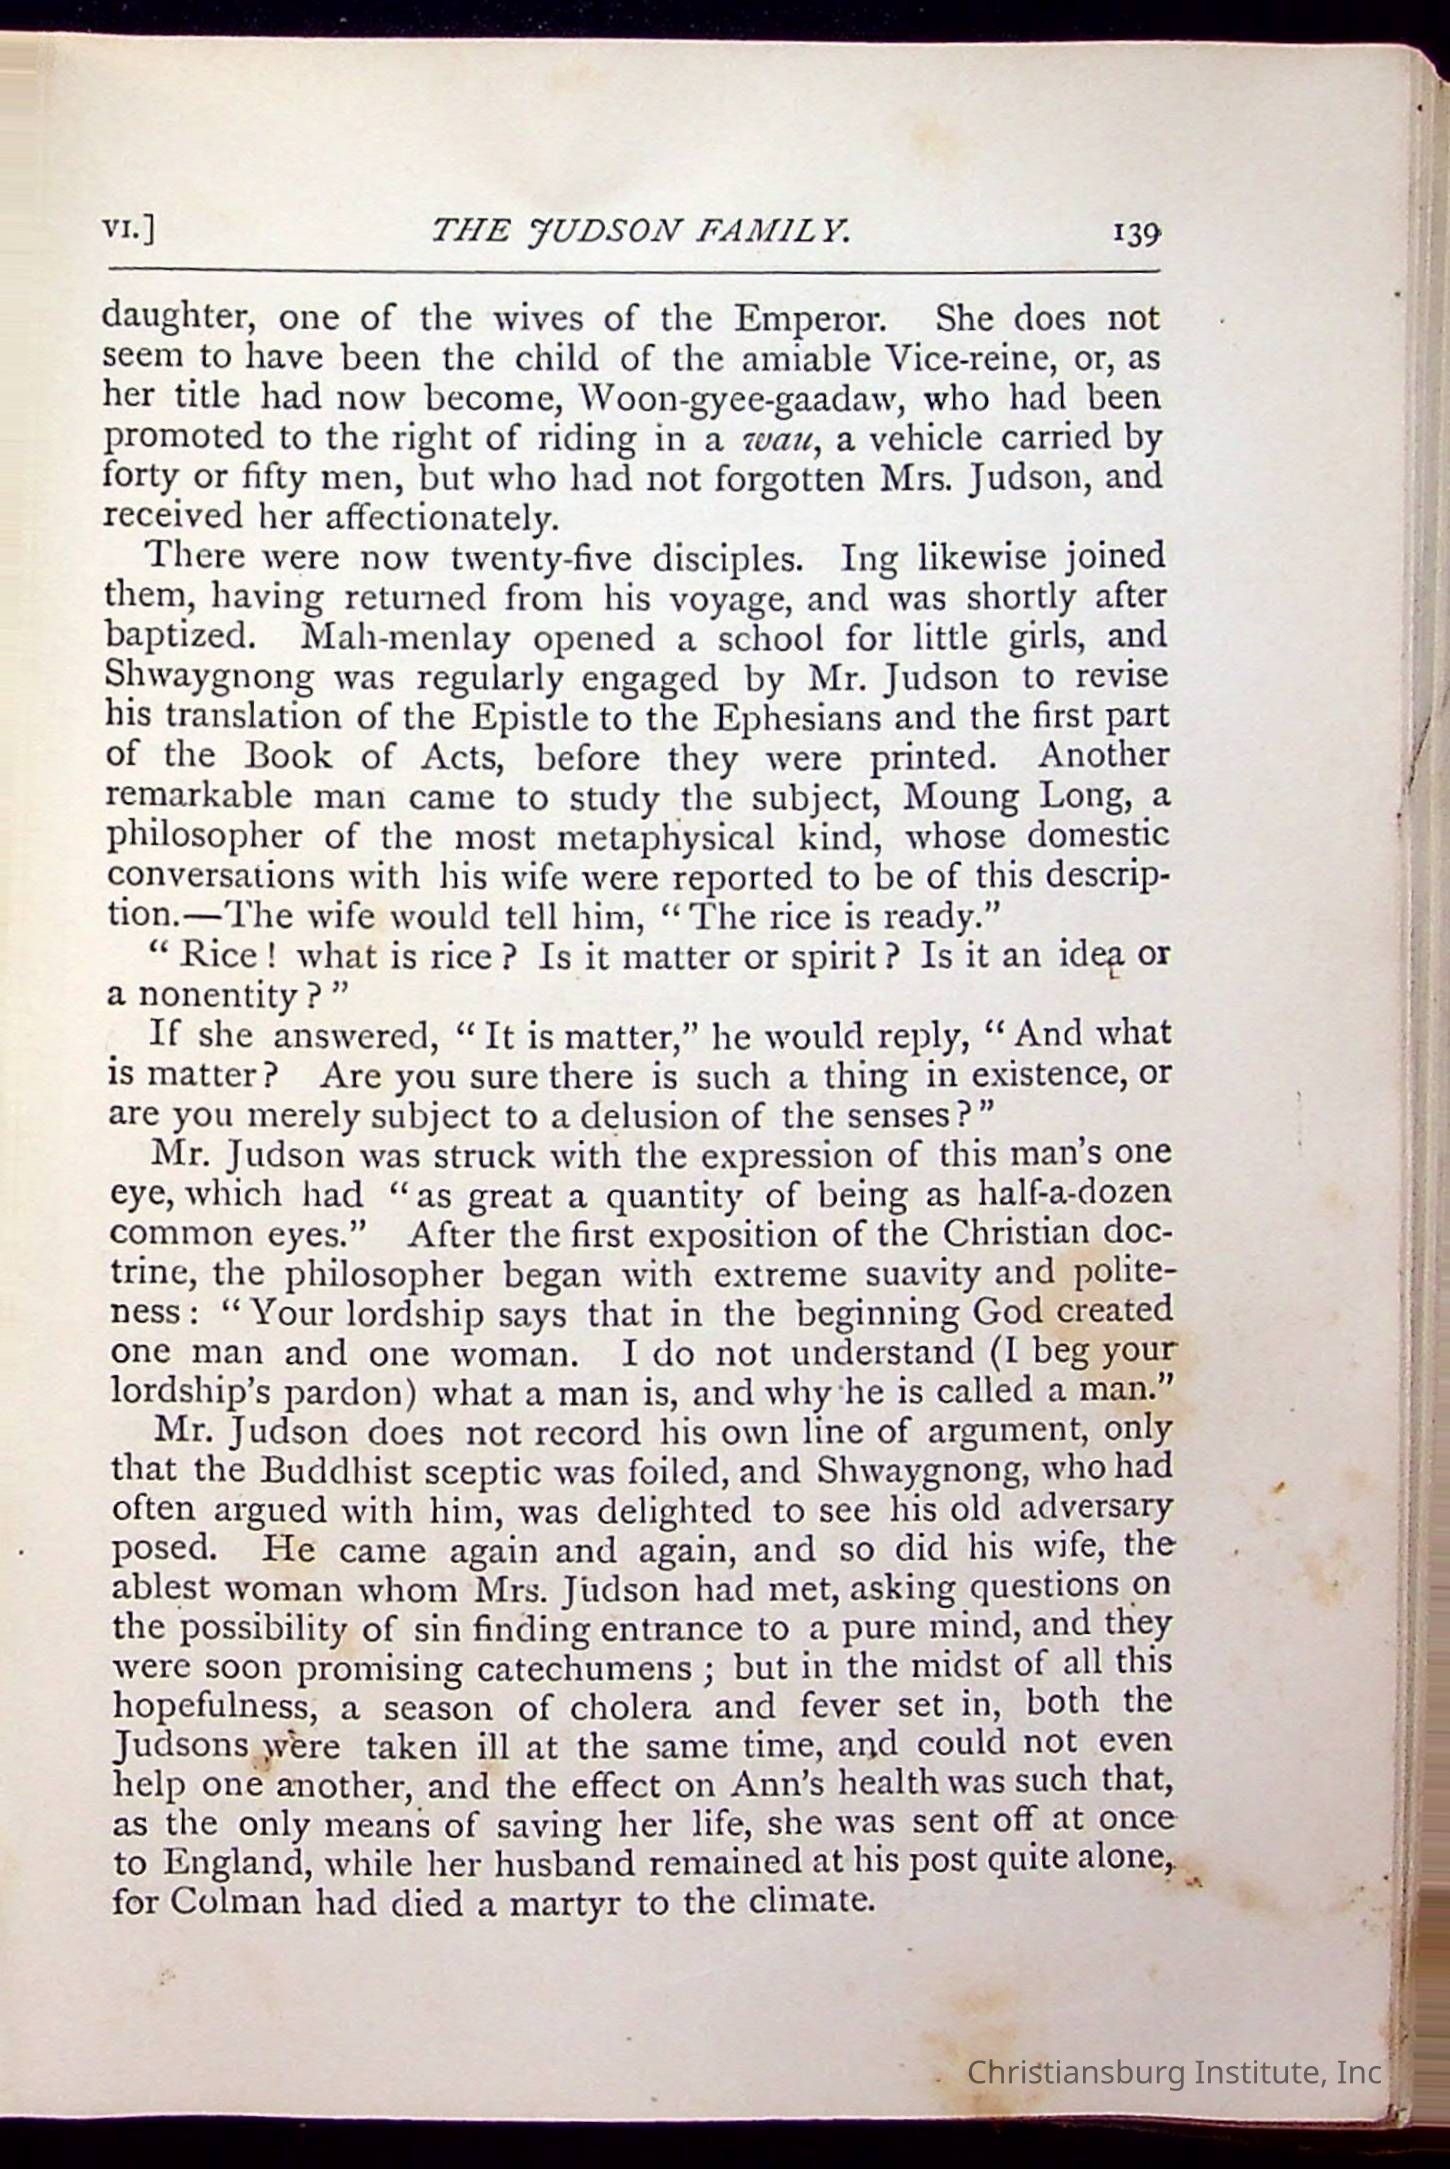 VI.] THE JUDSON FAMILY. 139
daughter, one of the wives of the Emperor. She does not
seem to have been the child of the amiable Vice-reine, or, as
her title had now become, Woon-gyee-gaadaw, who had been
promoted to the right of riding in a wau, a vehicle carried by
forty or fifty men, but who had not forgotten Mrs. Judson, and
received her affectionately.
There were now twenty-five disciples. Ing likewise joined
them, having returned from his voyage, and was shortly after
baptized. Mah-menlay opened a school for little girls, and
Shwaygnong was regularly engaged by Mr. Judson to revise
his translation of the Epistle to the Ephesians and the first part
of the Book of Acts, before they were printed. Another
remarkable man came to study the subject, Moung Long, a
philosopher of the most metaphysical kind, whose domestic
conversations with his wife were reported to be of this descrip-
tion.—The wife would tell him, “The rice is ready.”
“Rice! what is rice? Is it matter or spirit? Is it an idea or
a nonentity?”
If she answered, “It is matter,” he would reply, “And what
is matter? Are you sure there is such a thing in existence, or
are you merely subject to a delusion of the senses?”
Mr. Judson was struck with the expression of this man’s one
eye, which had “as great a quantity of being as half-a-dozen
common eyes.” After the first exposition of the Christian doc-
trine, the philosopher began with extreme suavity and polite-
ness: “Your lordship says that in the beginning God created
one man and one woman. I do not understand (I beg your
lordship’s pardon) what a man is, and why he is called a man.”
Mr. Judson does not record his own line of argument, only
that the Buddhist sceptic was foiled, and Shwaygnong, who had
often argued with him, was delighted to see his old adversary
posed. He came again and again, and so did his wife, the
ablest woman whom Mrs. Judson had met, asking questions on
the possibility of sin finding entrance to a pure mind, and they
were soon promising catechumens; but in the midst of all this
hopefulness, a season of cholera and fever set in, both the
Judsons were taken ill at the same time, and could not even
help one another, and the effect on Ann’s health was such that,
as the only means of saving her life, she was sent off at once
to England, while her husband remained at his post quite alone,
for Colman had died a martyr to the climate.
Christiansburg Institute, Inc